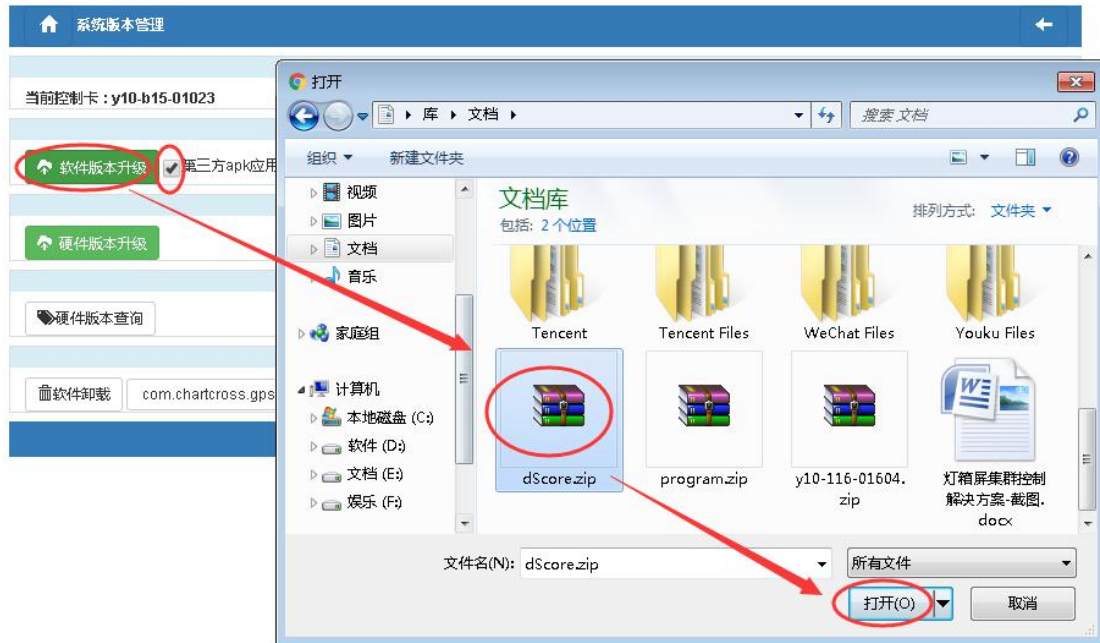 系统版本管理
当前控制卡 : y10-b15-01023
软件版本升级
第三方apk应用
硬件版本升级
硬件版本查询
软件卸载
com.chartcross.gps
打开
库
文档
搜索 文档
组织
新建文件夹
视频
图片
文档
音乐
家庭组
计算机
本地磁盘 (C:)
软件 (D:)
文档 (E:)
娱乐 (F:)
文档库
包括: 2 个位置
排列方式: 文件夹
Tencent
Tencent Files
WeChat Files
Youku Files
dScore.zip
program.zip
y10-116-01604.
zip
灯箱屏集群控制
解决方案-截图.
docx
文件名(N): dScore.zip
所有文件
打开(O)
取消